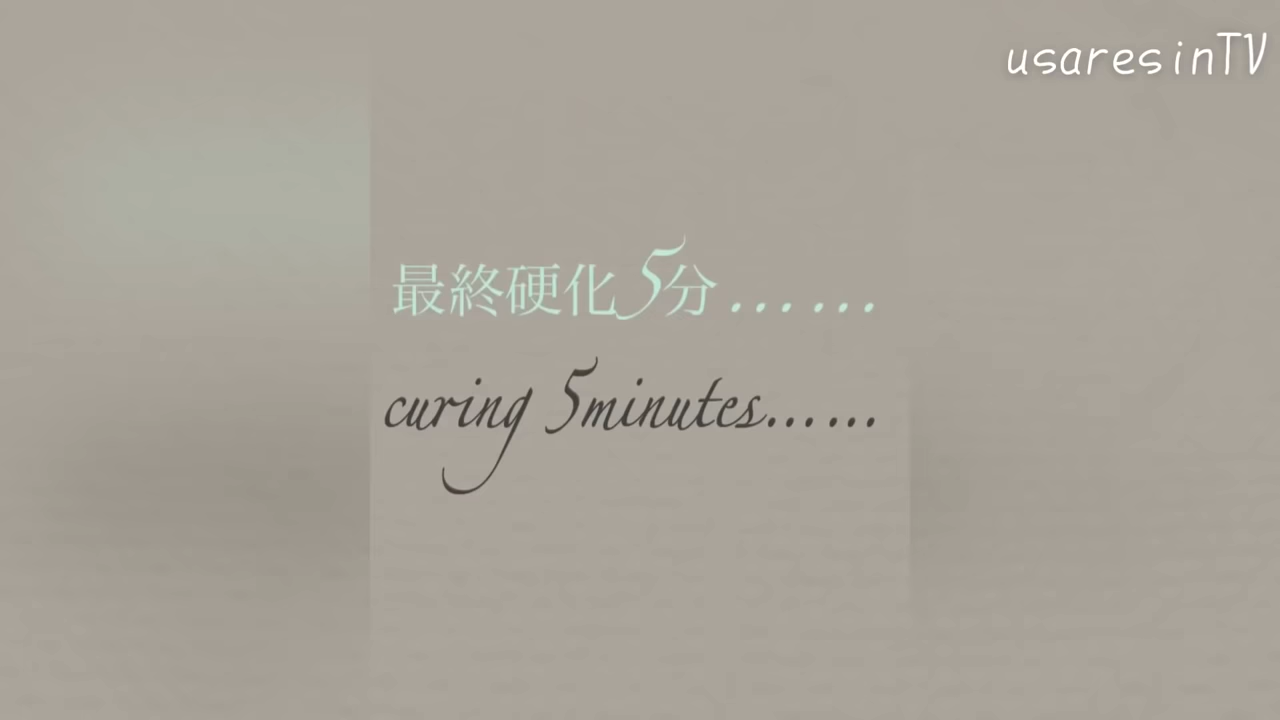 usaresinTV
最終硬化5分……
curing 5minutes......